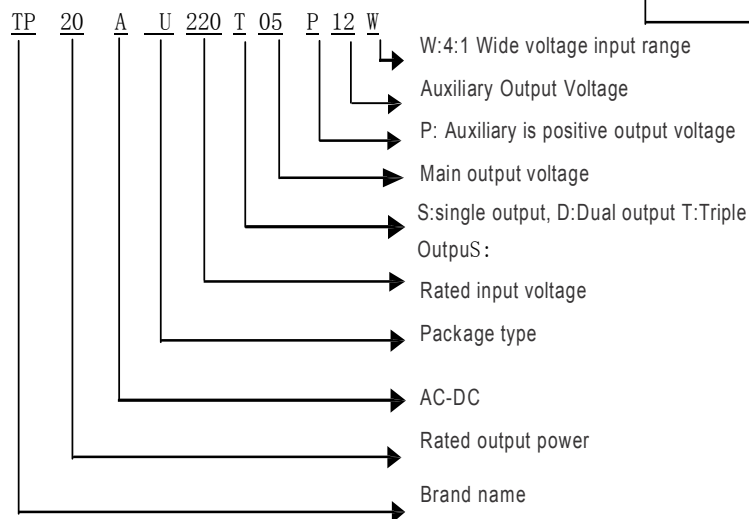 TP 20 A U 220 T 05 P 12 W
W:4:1 Wide voltage input range
Auxiliary Output Voltage
P: Auxiliary is positive output voltage
Main output voltage
S:single output, D:Dual output T:Triple
OutpuS:
Rated input voltage
Package type
AC-DC
Rated output power
Brand name